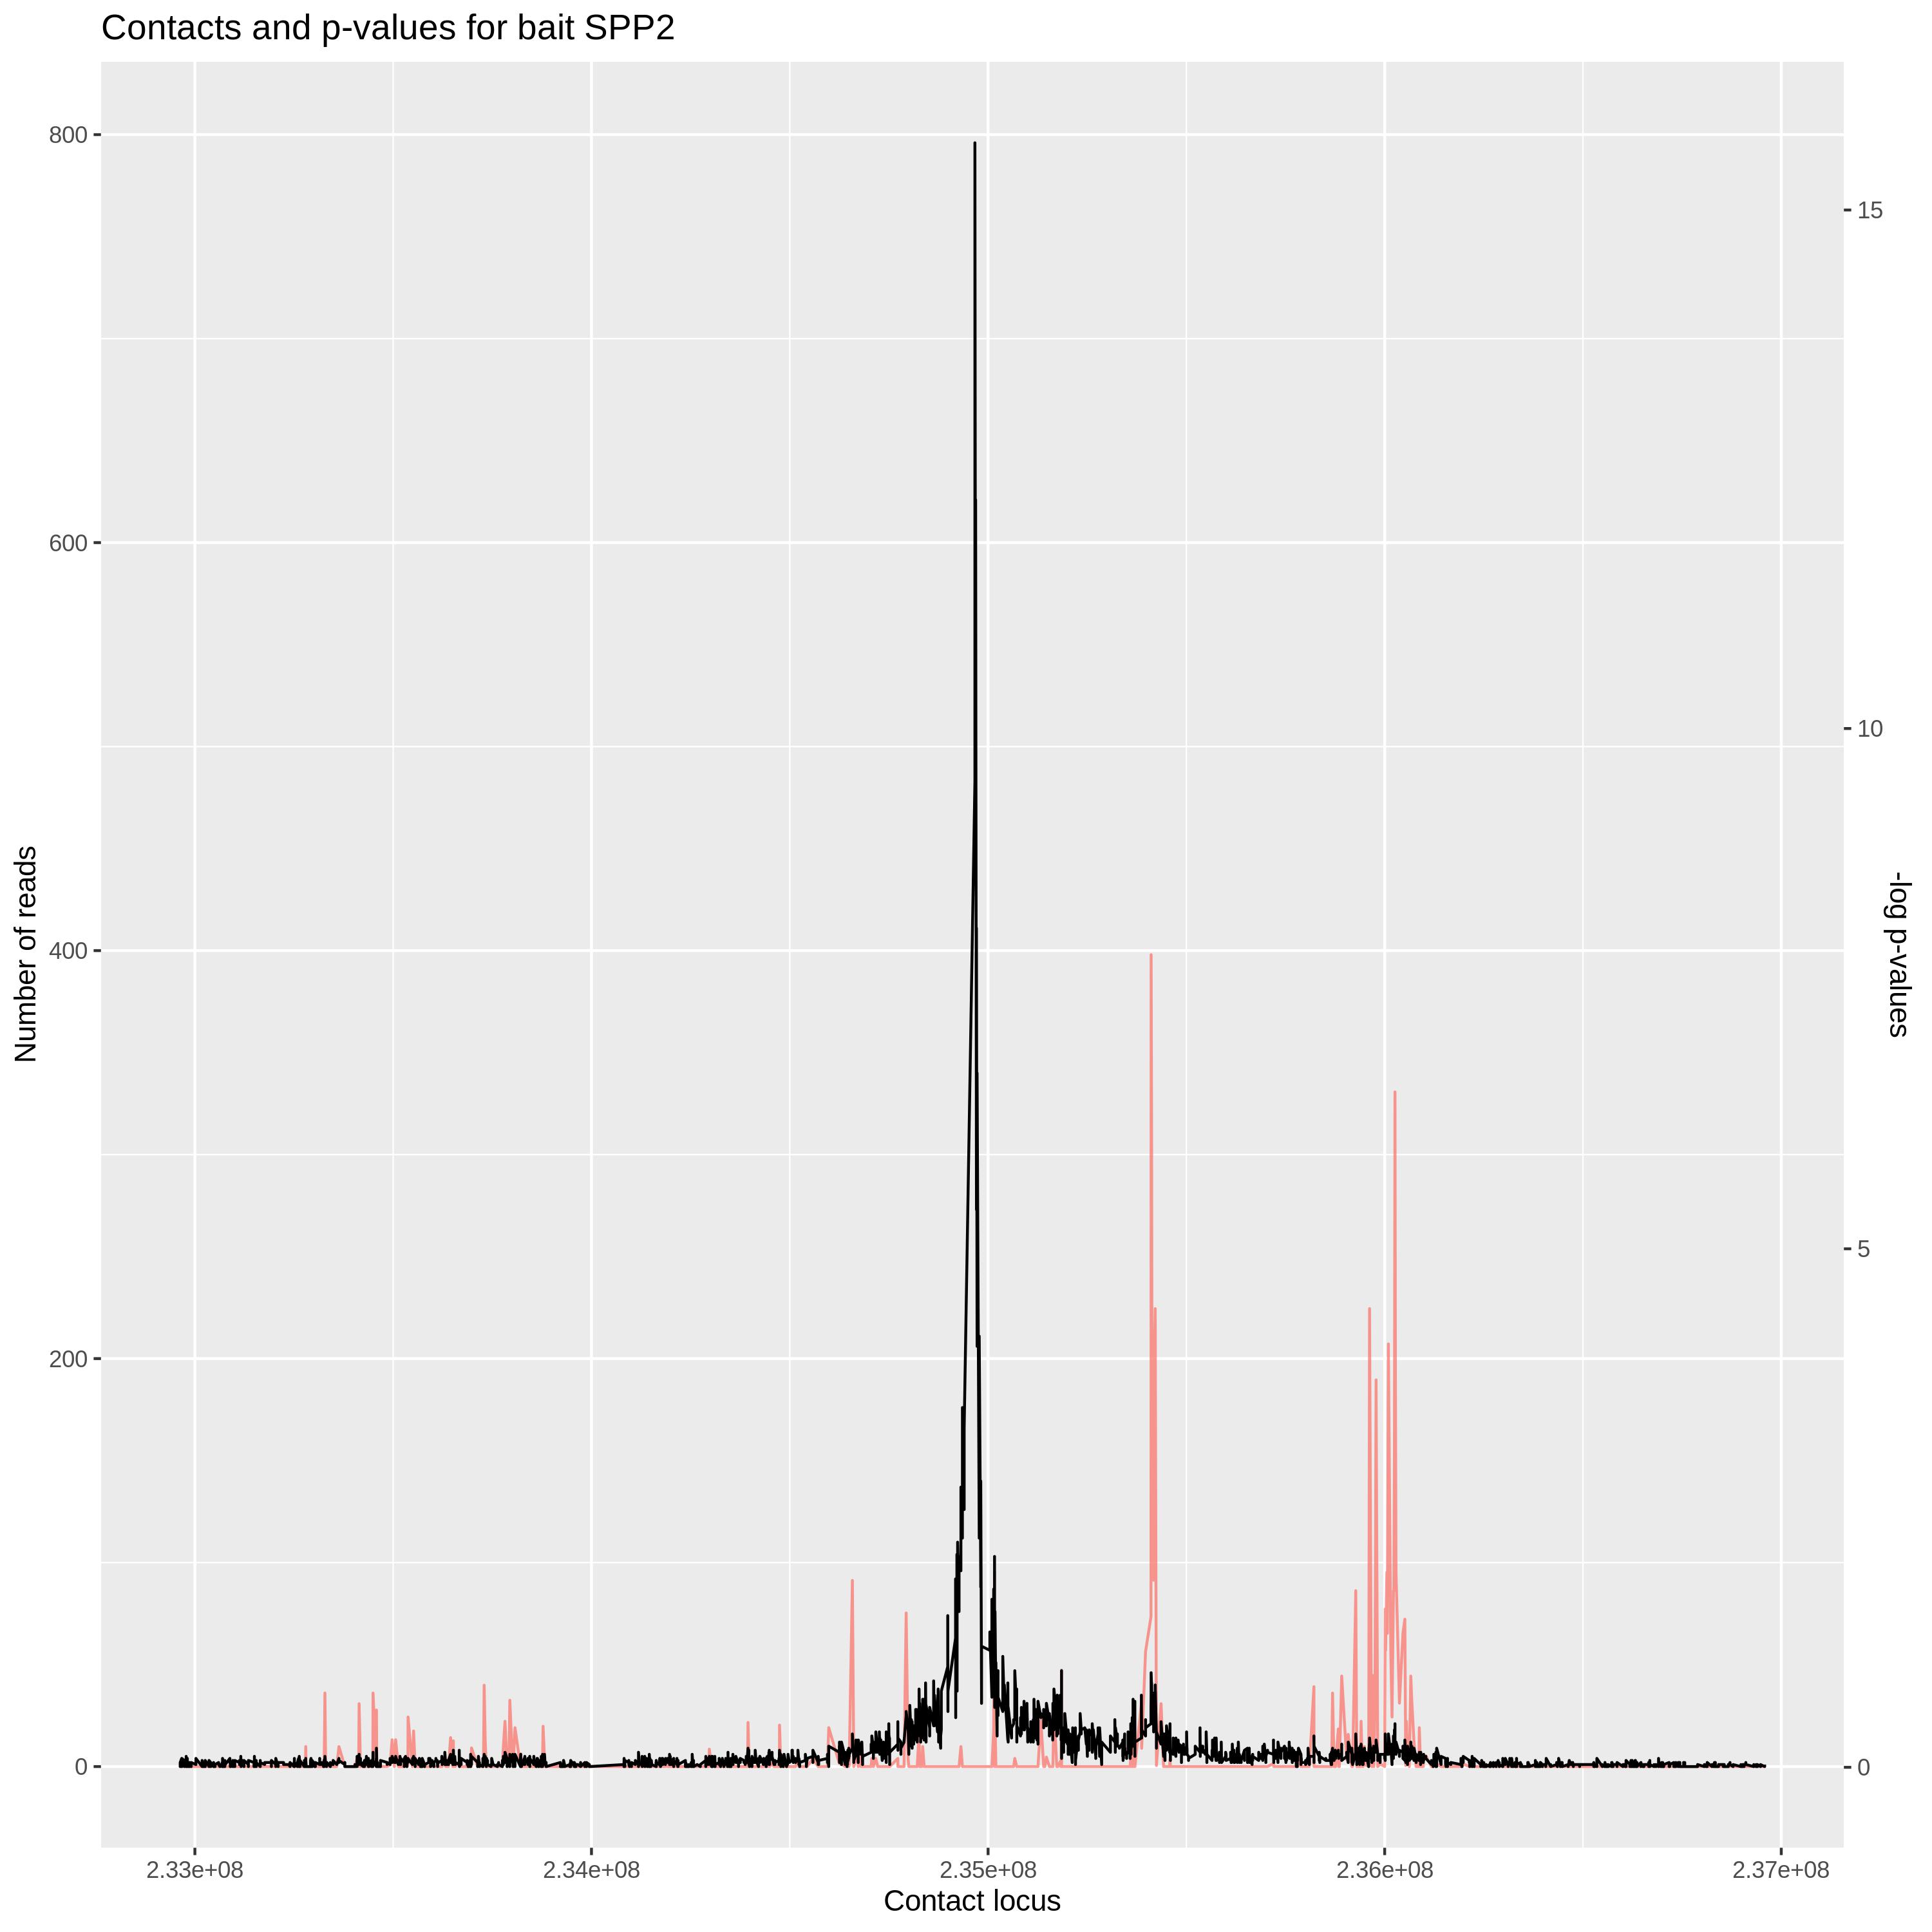 Contacts and p-values for bait SPP2
800
600
400
200
0
Number of reads
15
10
5
0
-log p-values
2.33e+08
2.34e+08
2.35e+08
2.36e+08
2.37e+08
Contact locus